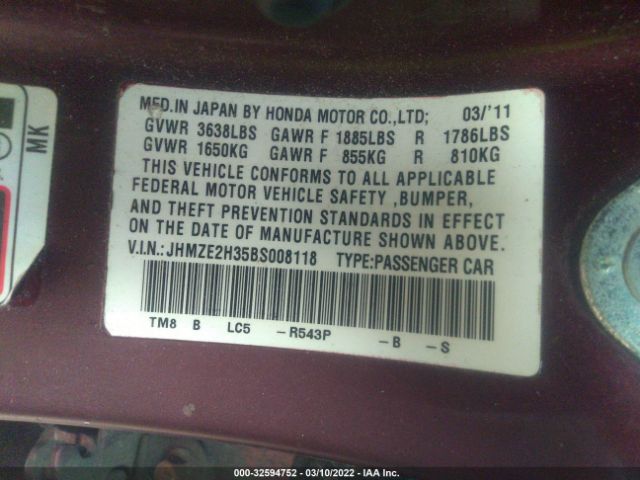 MFD.IN JAPAN BY HONDA MOTOR CO.,LTD; 03/'11
GVWR 3638LBS GAWR F 1885LBS R 1786LBS
GVWR 1650KG GAWR F 855KG R 810KG
THIS VEHICLE CONFORMS TO ALL APPLICABLE
FEDERAL MOTOR VEHICLE SAFETY ,BUMPER,
AND THEFT PREVENTION STANDARDS IN EFFECT
ON THE DATE OF MANUFACTURE SHOWN ABOVE.
V.I.N.:JHMZE2H35BS008118 TYPE:PASSENGER CAR
TM8 B LC5 -R543P -B -S
MK
000-32594752 - 03/10/2022 - IAA Inc.